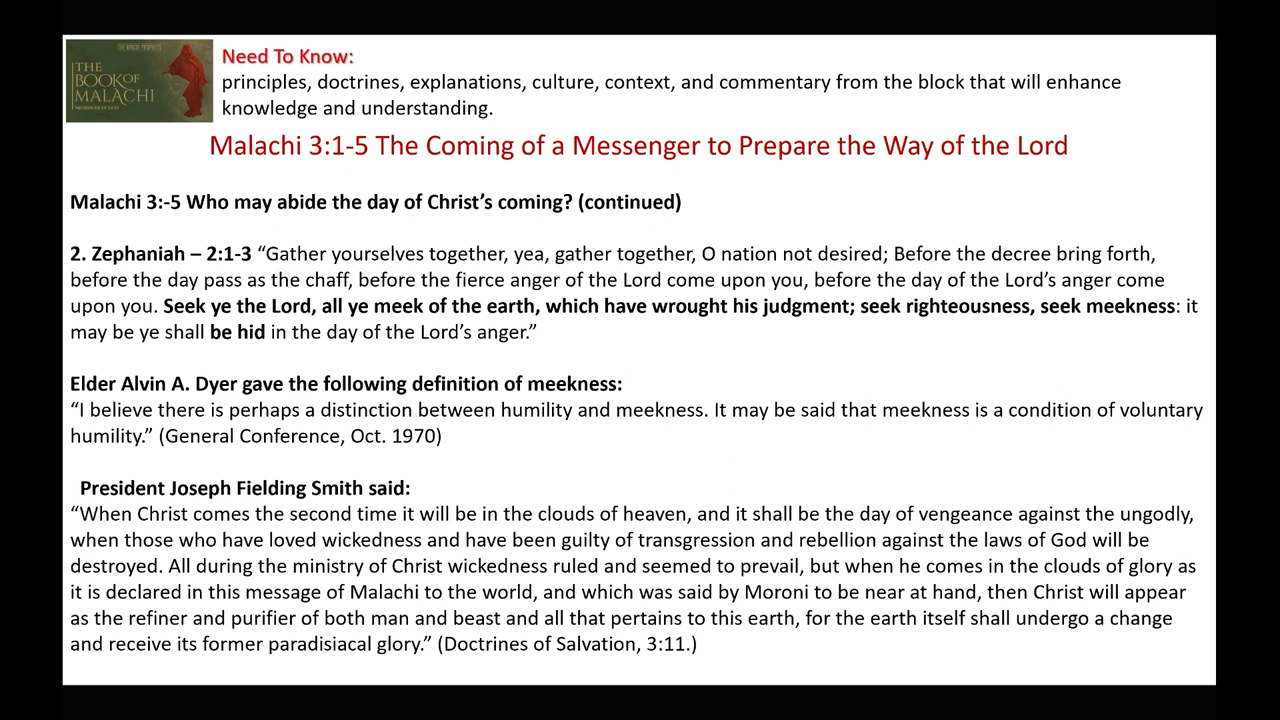 THE MINOR PROPHETS
THE
BOOK OF
MALACHI
Need To Know:
principles, doctrines, explanations, culture, context, and commentary from the block that will enhance
knowledge and understanding.
Malachi 3:1-5 The Coming of a Messenger to Prepare the Way of the Lord
Malachi 3:-5 Who may abide the day of Christ’s coming? (continued)
2. Zephaniah – 2:1-3 “Gather yourselves together, yea, gather together, O nation not desired; Before the decree bring forth,
before the day pass as the chaff, before the fierce anger of the Lord come upon you, before the day of the Lord’s anger come
upon you. Seek ye the Lord, all ye meek of the earth, which have wrought his judgment; seek righteousness, seek meekness: it
may be ye shall be hid in the day of the Lord’s anger.”
Elder Alvin A. Dyer gave the following definition of meekness:
“I believe there is perhaps a distinction between humility and meekness. It may be said that meekness is a condition of voluntary
humility.” (General Conference, Oct. 1970)
President Joseph Fielding Smith said:
“When Christ comes the second time it will be in the clouds of heaven, and it shall be the day of vengeance against the ungodly,
when those who have loved wickedness and have been guilty of transgression and rebellion against the laws of God will be
destroyed. All during the ministry of Christ wickedness ruled and seemed to prevail, but when he comes in the clouds of glory as
it is declared in this message of Malachi to the world, and which was said by Moroni to be near at hand, then Christ will appear
as the refiner and purifier of both man and beast and all that pertains to this earth, for the earth itself shall undergo a change
and receive its former paradisiacal glory.” (Doctrines of Salvation, 3:11.)